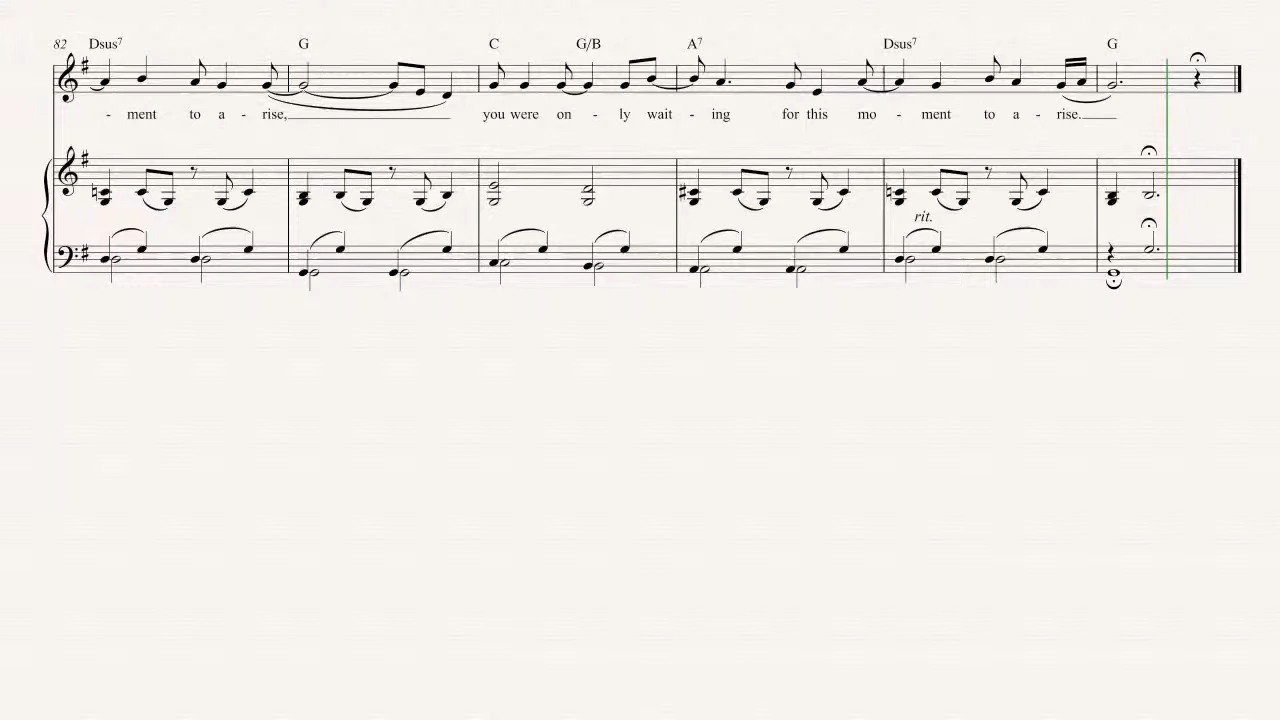 82 Dsus7 G C G/B A7 Dsus7 G
- ment to a - rise, you were on - ly wait - ing for this mo - ment to a - rise.
rit.